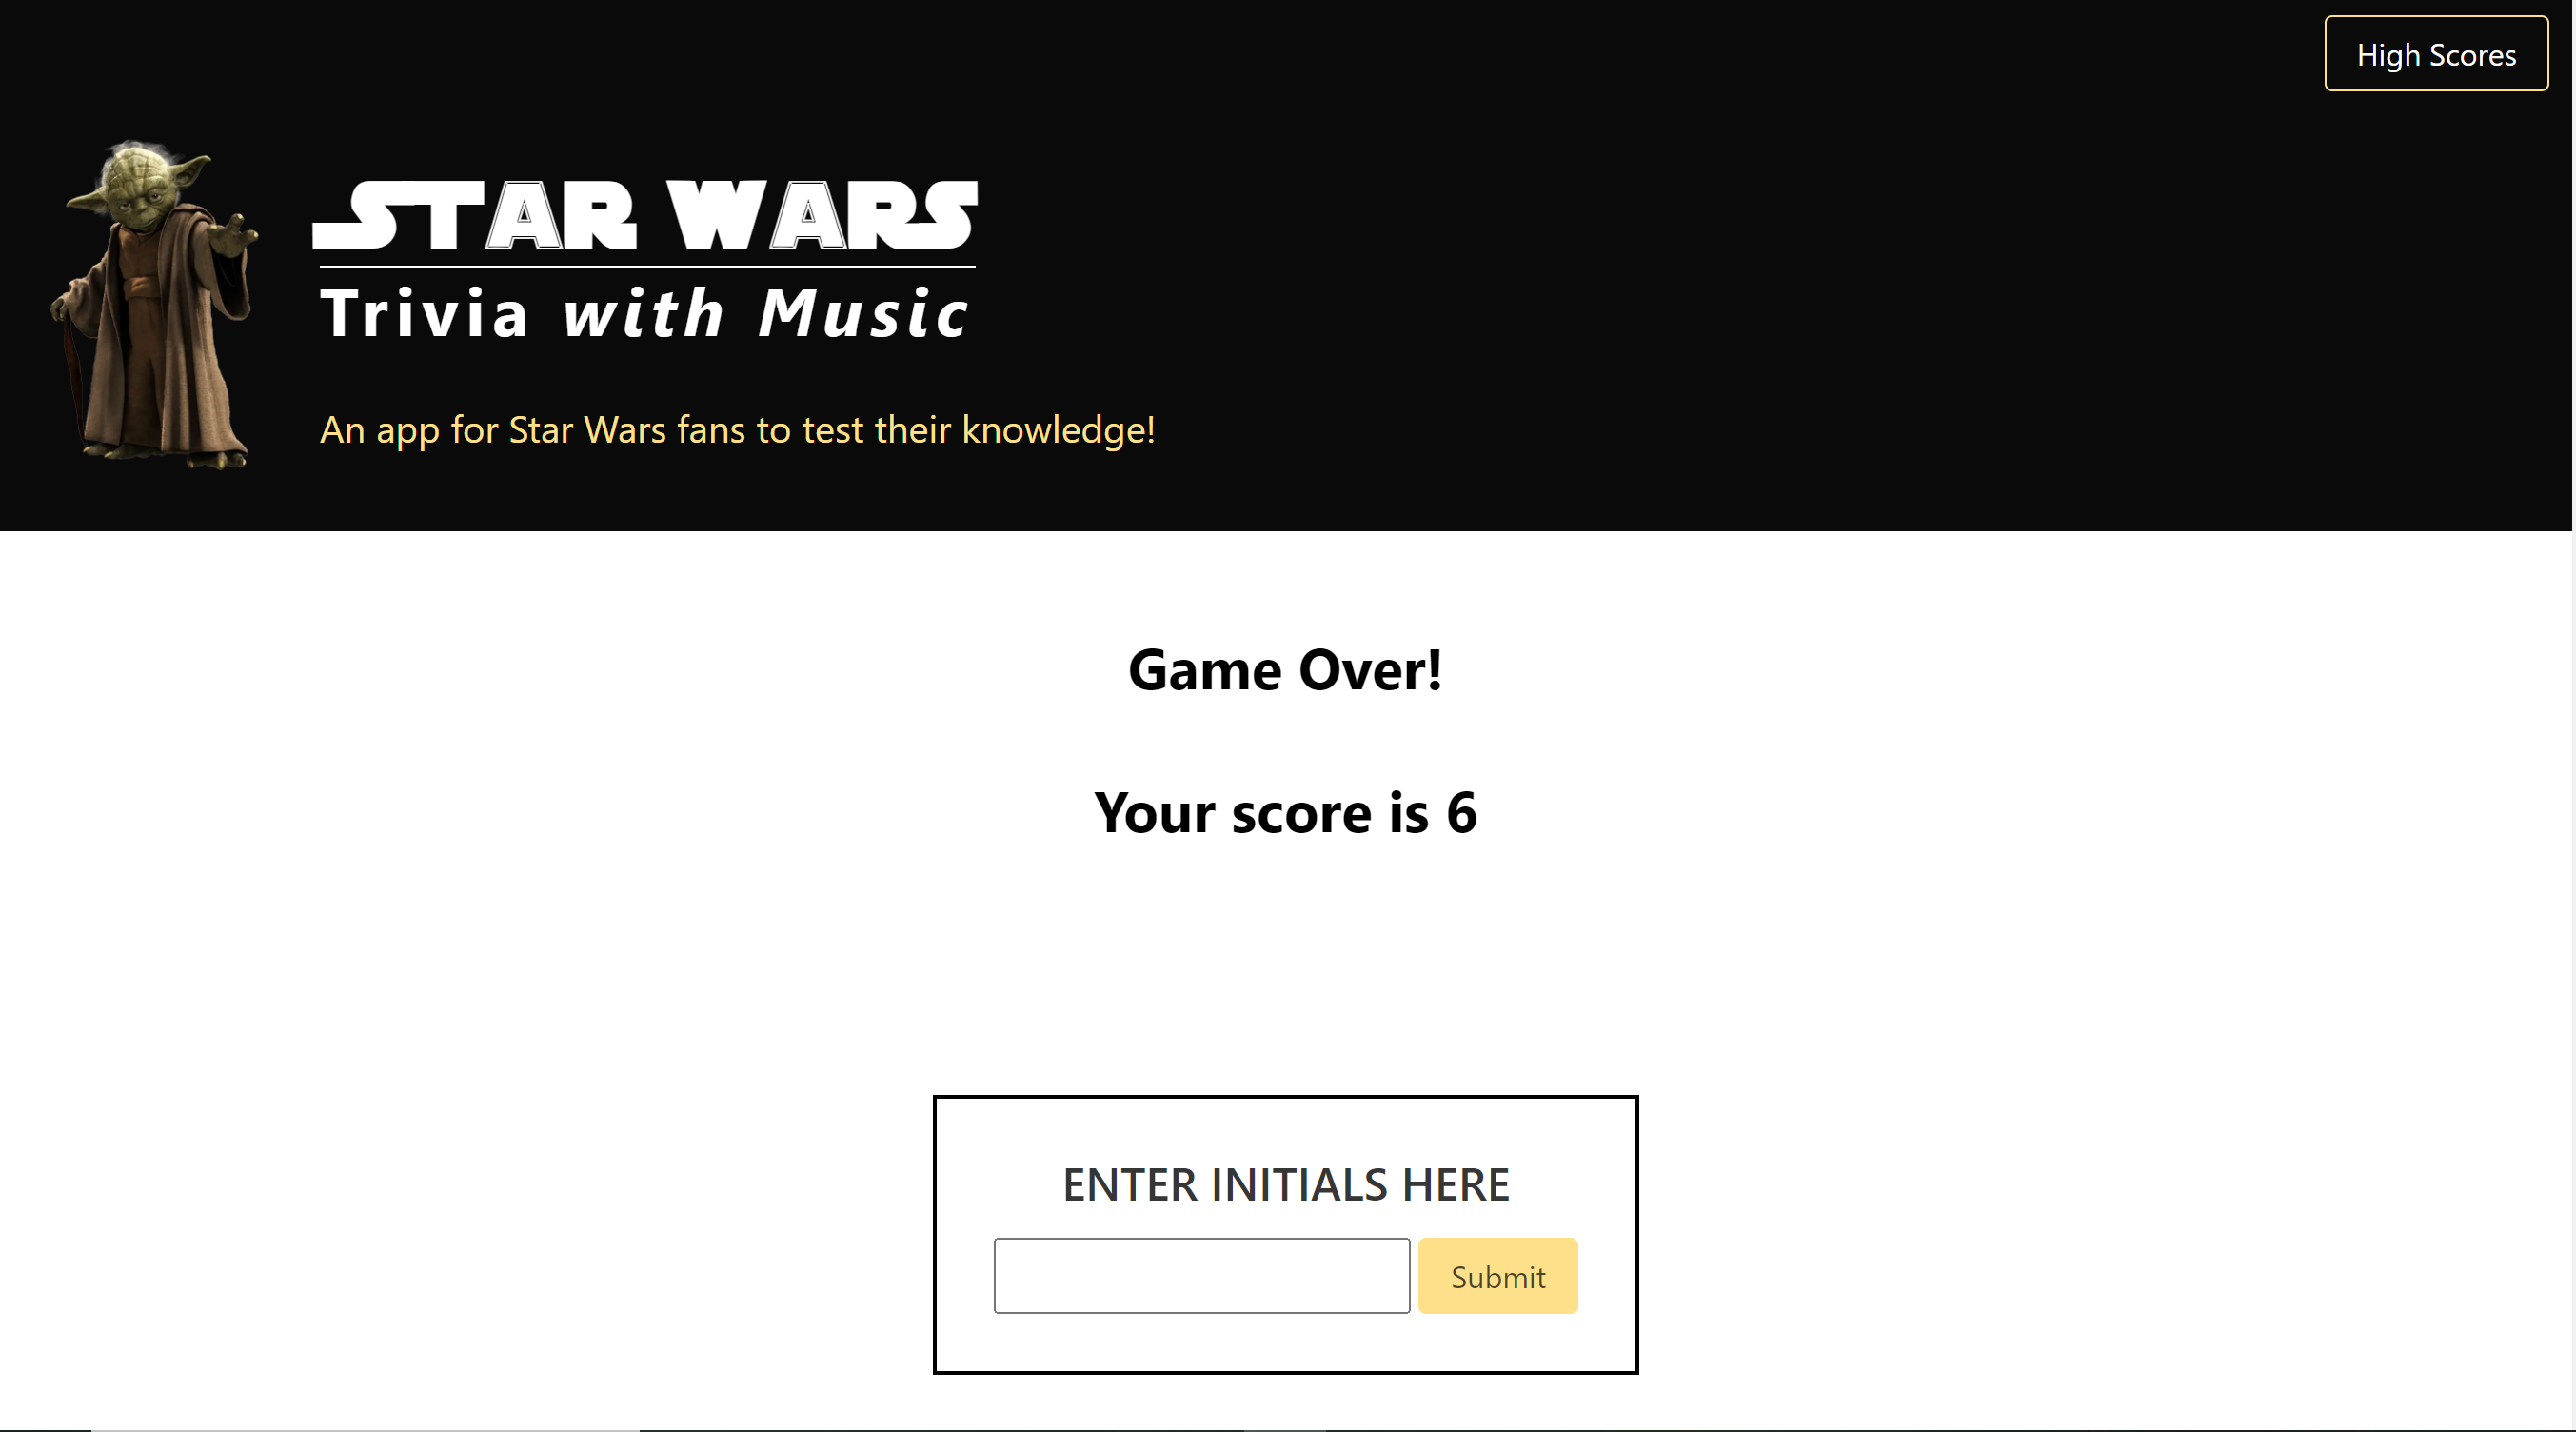 High Scores
STAR WARS
Trivia with Music
An app for Star Wars fans to test their knowledge!
Game Over!
Your score is 6
ENTER INITIALS HERE
Submit